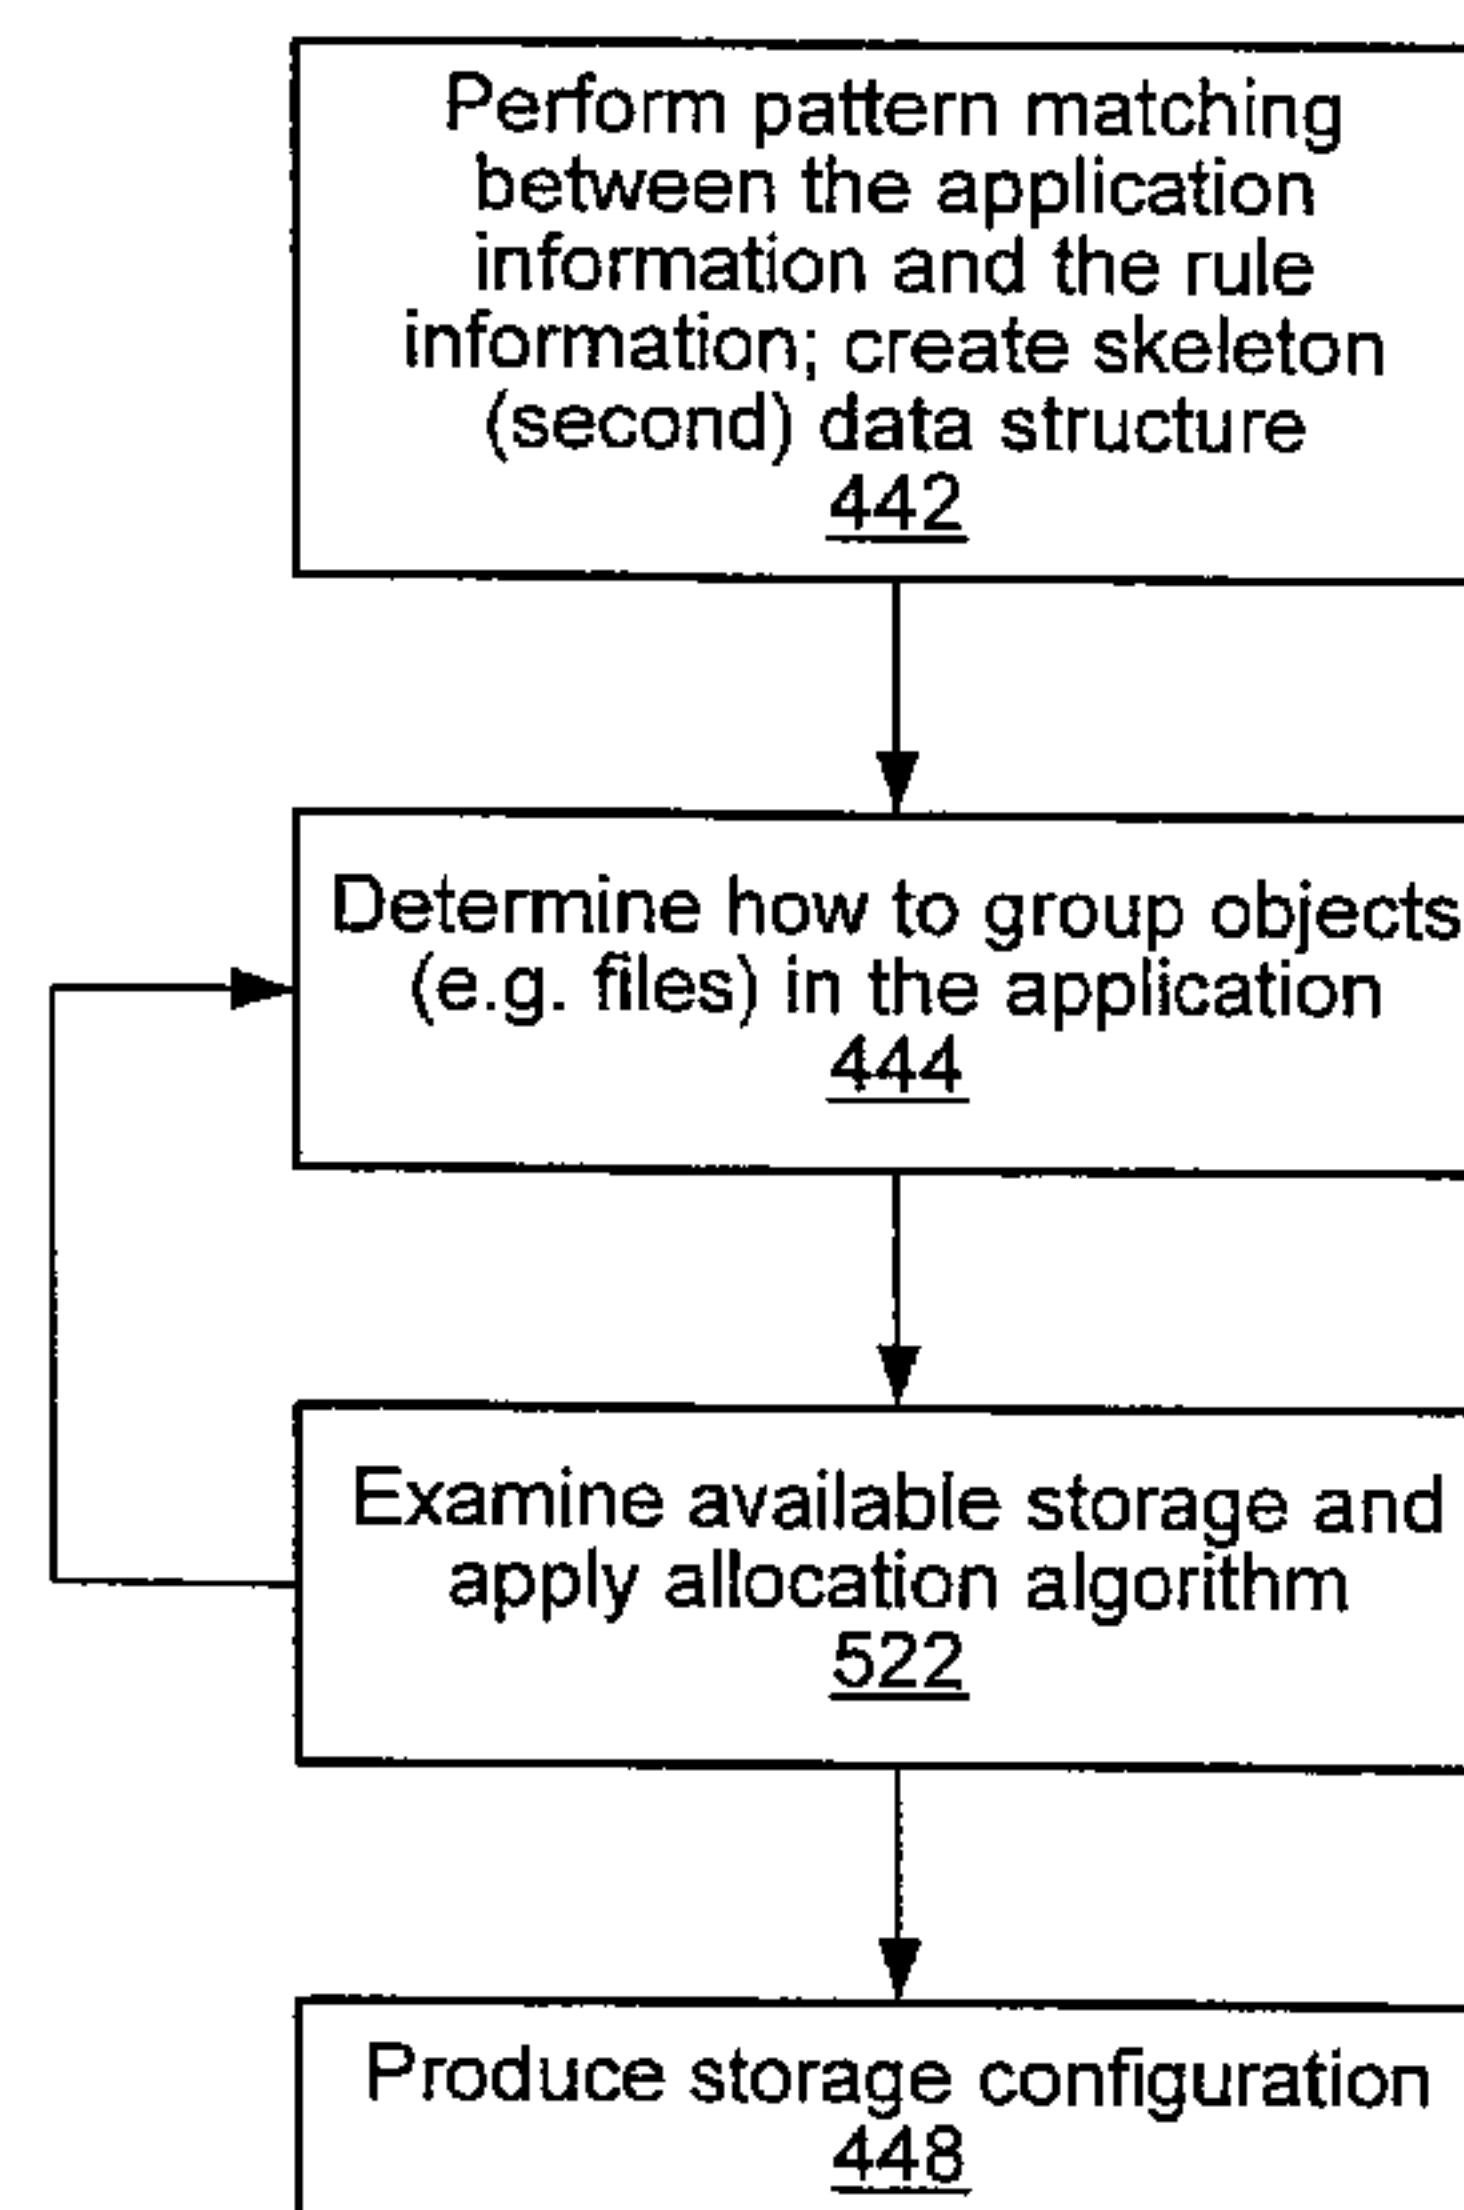 Perform pattern matching
between the application
information and the rule
information; create skeleton
(second) data structure
442
Determine how to group objects
(e.g. files) in the application
444
Examine available storage and
apply allocation algorithm
522
Produce storage configuration
448